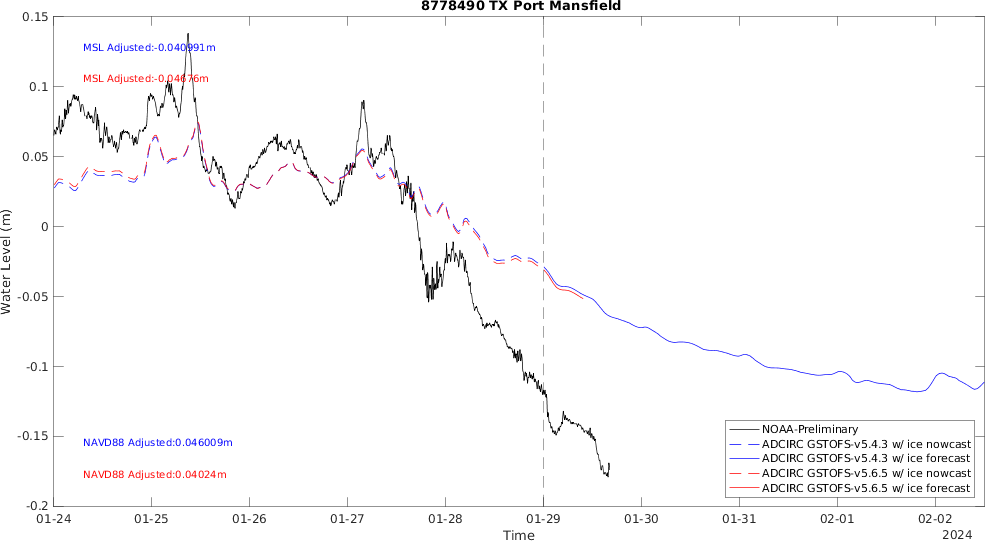 8778490 TX Port Mansfield
0.15
0.1
0.05
0
-0.05
-0.1
-0.15
-0.2
Water Level (m)
MSL Adjusted:-0.040991m
MSL Adjusted:-0.04676m
NAVD88 Adjusted:0.046009m
NAVD88 Adjusted:0.04024m
NOAA-Preliminary
ADCIRC GSTOFS-v5.4.3 w/ ice nowcast
ADCIRC GSTOFS-v5.4.3 w/ ice forecast
ADCIRC GSTOFS-v5.6.5 w/ ice nowcast
ADCIRC GSTOFS-v5.6.5 w/ ice forecast
01-24 01-25 01-26 01-27 01-28 01-29 01-30 01-31 02-01 02-02
Time
2024